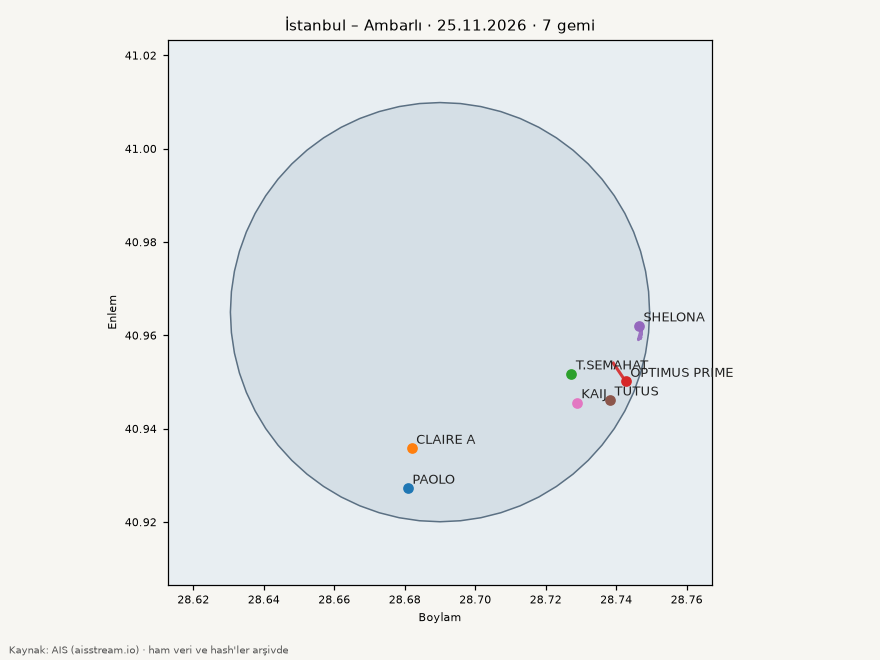 İstanbul – Ambarlı · 25.11.2026 · 7 gemi
41.02
41.00
40.98
40.96
40.94
40.92
Enlem
SHELONA
T.SEMAHAT
OPTIMUS PRIME
KAIJ
TUTUS
CLAIRE A
PAOLO
28.62 28.64 28.66 28.68 28.70 28.72 28.74 28.76
Boylam
Kaynak: AIS (aisstream.io) · ham veri ve hash'ler arşivde